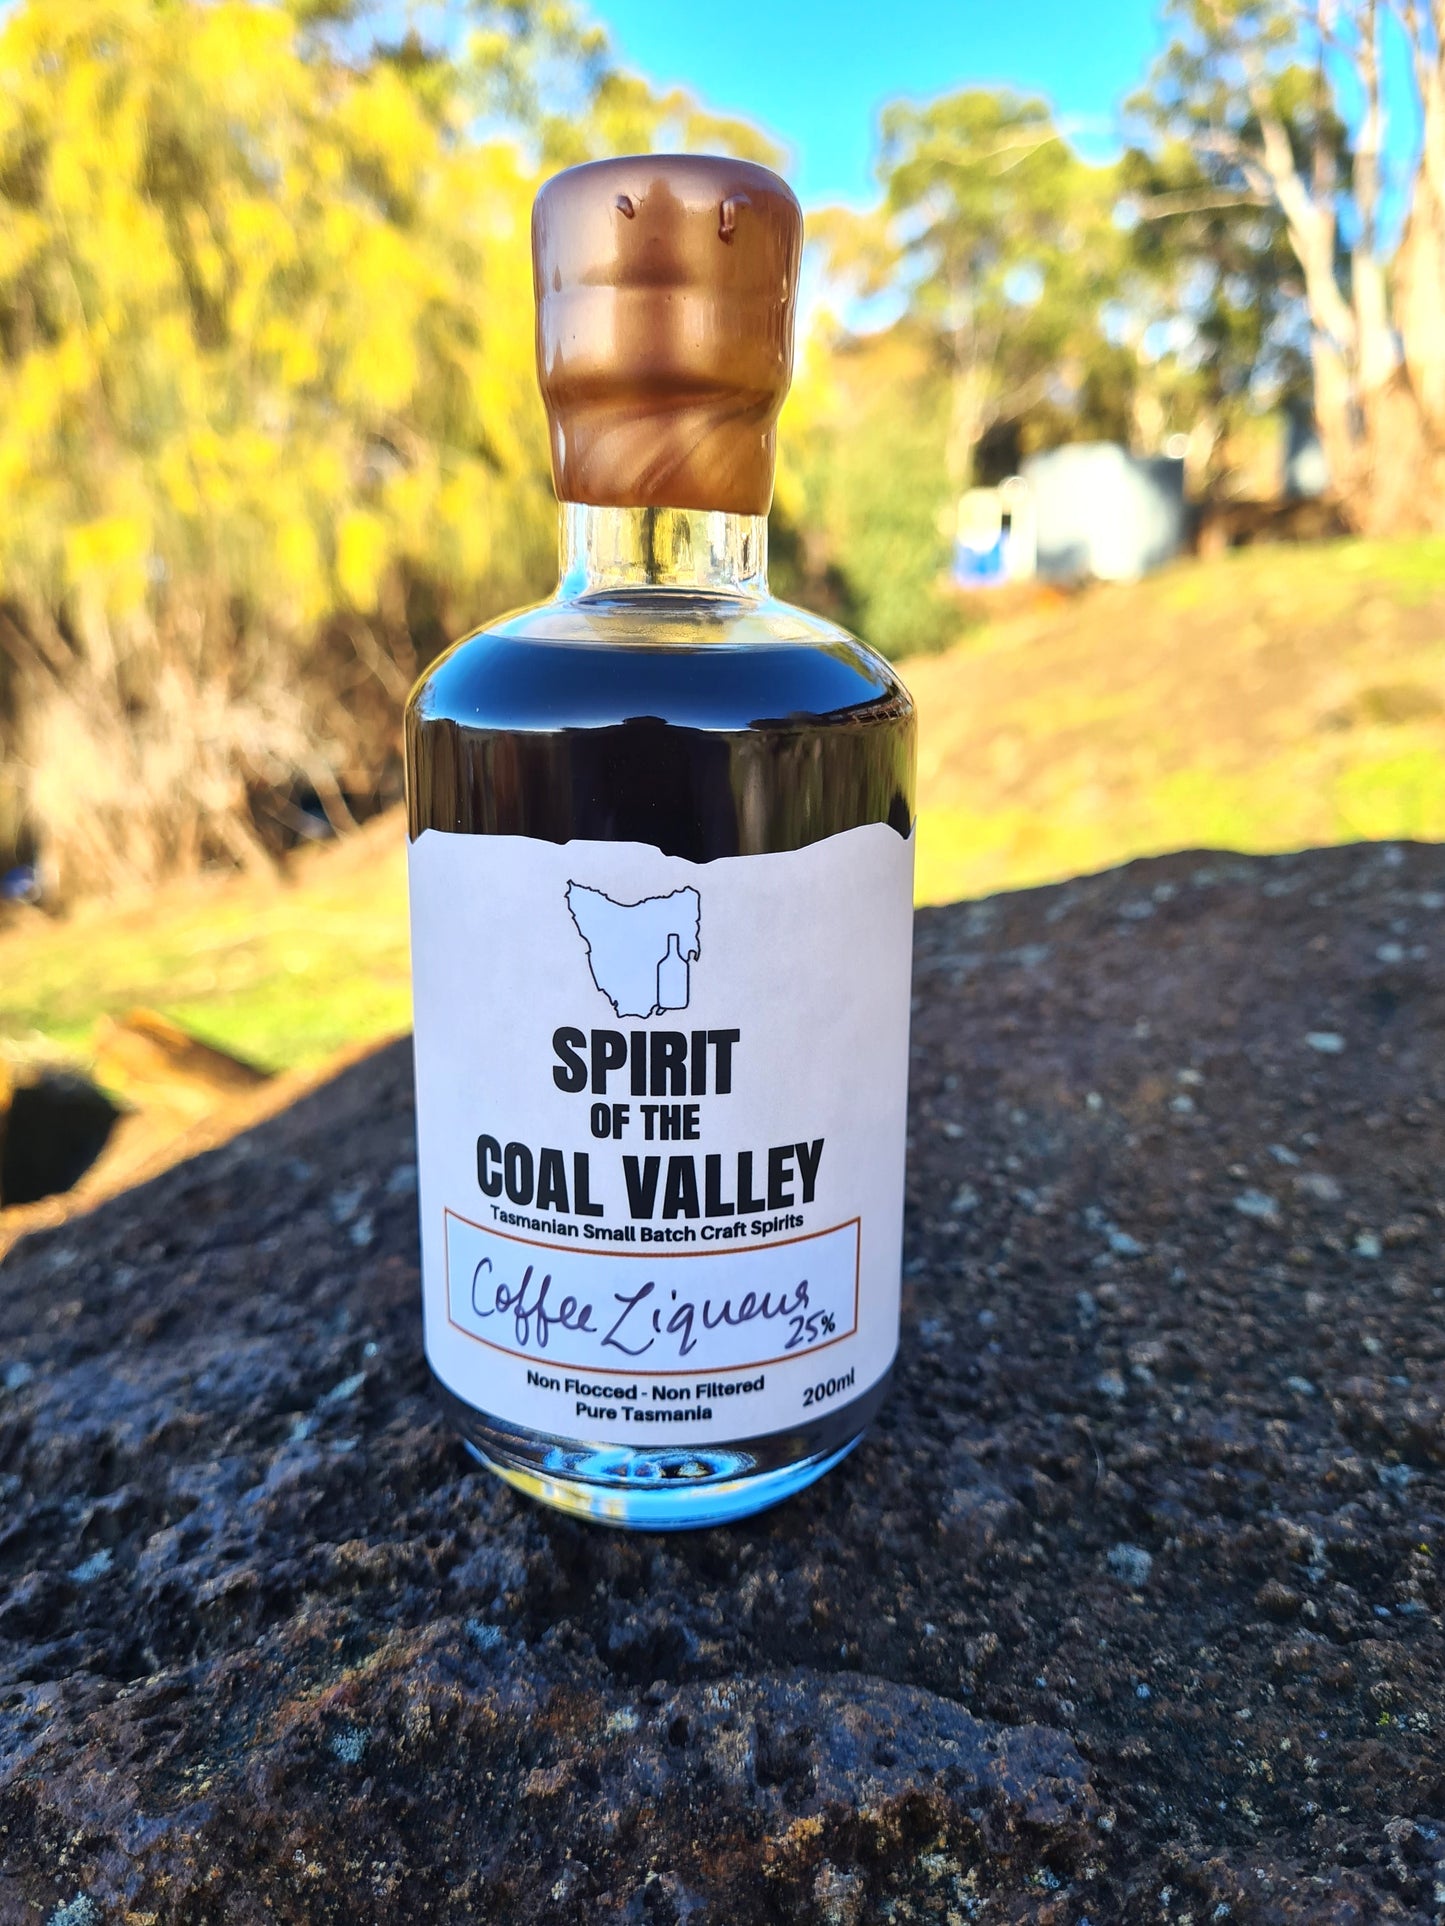 SPIRIT
OF THE
COAL VALLEY
Tasmanian Small Batch Craft Spirits
Coffee Liqueur
25%
Non Flocced - Non Filtered
Pure Tasmania
200ml